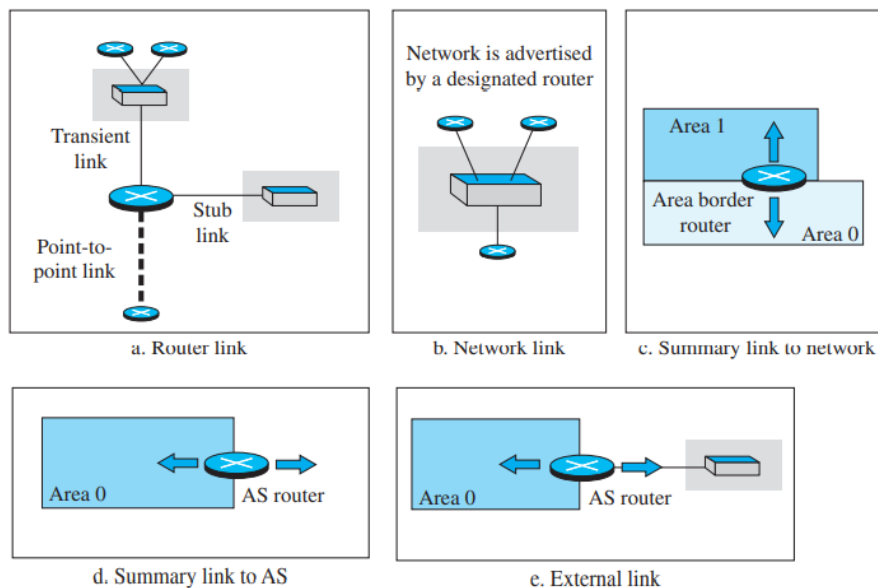 Transient
link
Stub
link
Point-to-
point link
a. Router link
Network is advertised
by a designated router
b. Network link
Area 1
Area border
router
Area 0
c. Summary link to network
Area 0
AS router
d. Summary link to AS
Area 0
AS router
e. External link